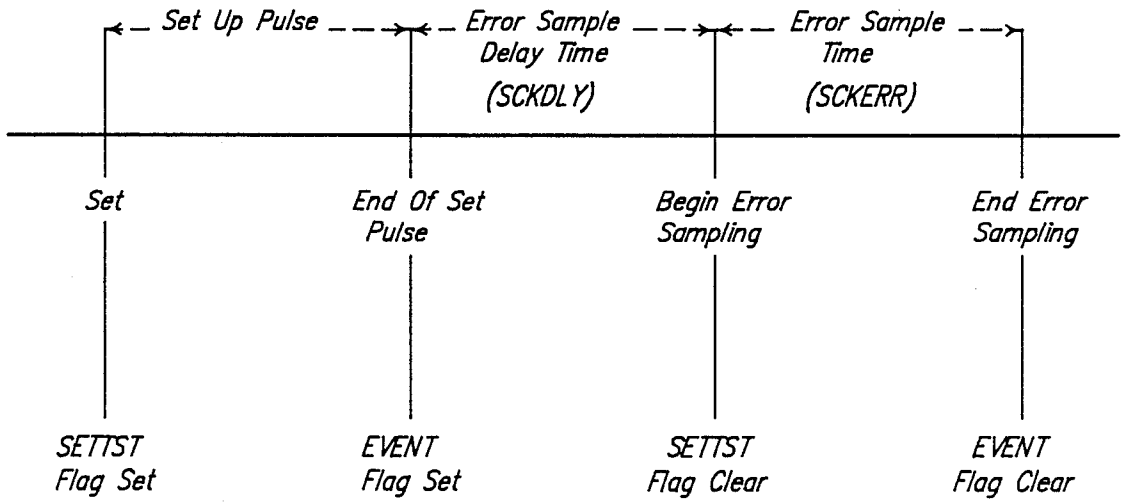 Set Up Pulse
Error Sample
Delay Time
(SCKDLY)
Error Sample
Time
(SCKERR)
Set
End Of Set
Pulse
Begin Error
Sampling
End Error
Sampling
SETTST
Flag Set
EVENT
Flag Set
SETTST
Flag Clear
EVENT
Flag Clear